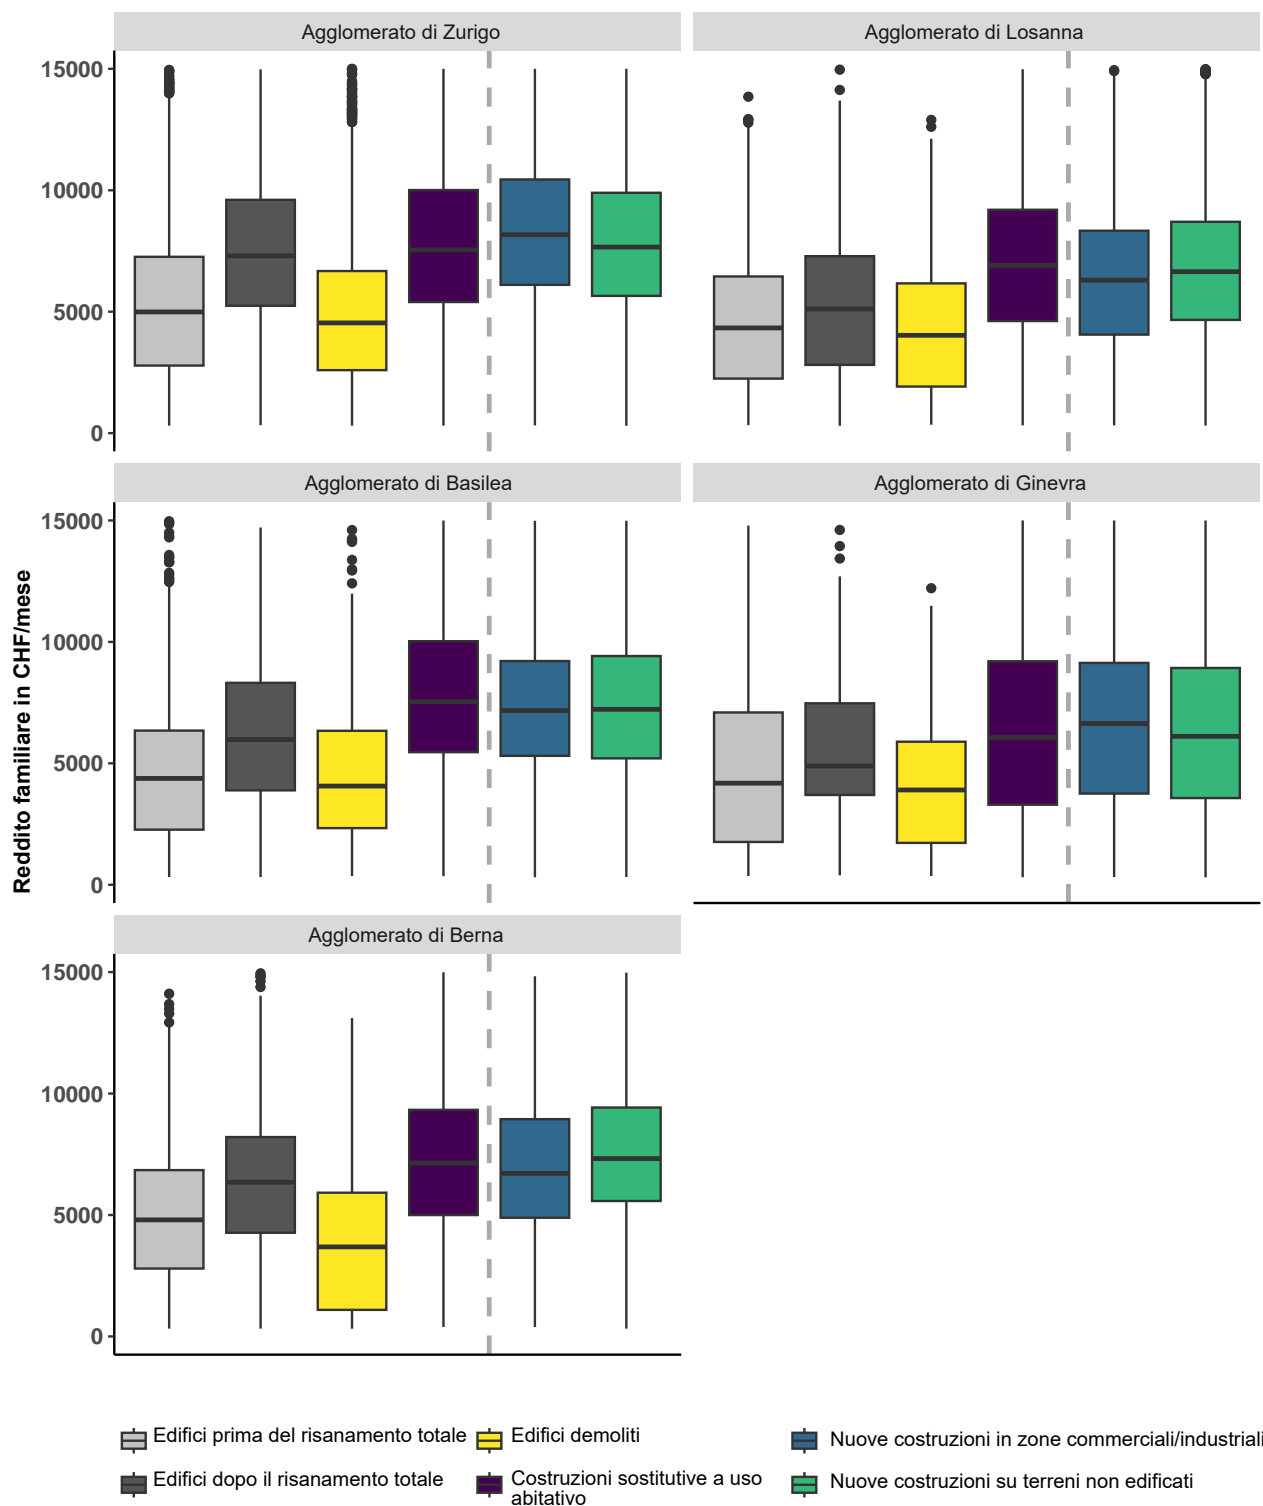 Agglomerato di Zurigo
Agglomerato di Losanna
15000
10000
5000
0
Agglomerato di Basilea
Agglomerato di Ginevra
15000
10000
5000
0
Reddito familiare in CHF/mese
Agglomerato di Berna
15000
10000
5000
0
Edifici prima del risanamento totale
Edifici demoliti
Nuove costruzioni in zone commerciali/industriali
Edifici dopo il risanamento totale
Costruzioni sostitutive a uso
abitativo
Nuove costruzioni su terreni non edificati